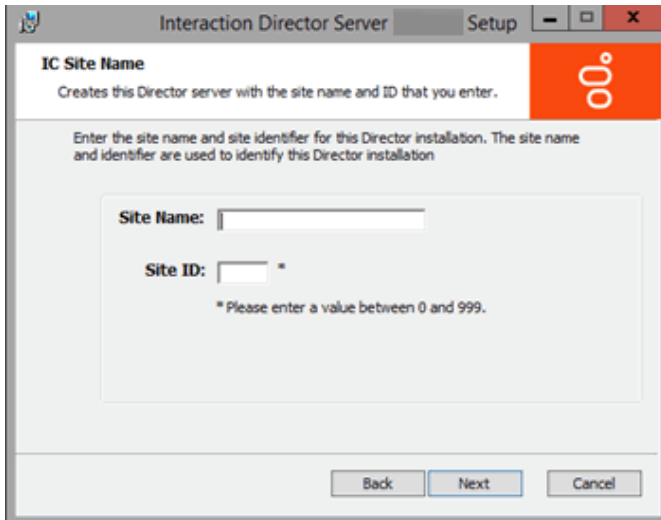 Interaction Director Server Setup
IC Site Name
Creates this Director server with the site name and ID that you enter.
Enter the site name and site identifier for this Director installation. The site name
and identifier are used to identify this Director installation
Site Name:
Site ID: *
* Please enter a value between 0 and 999.
Back Next Cancel